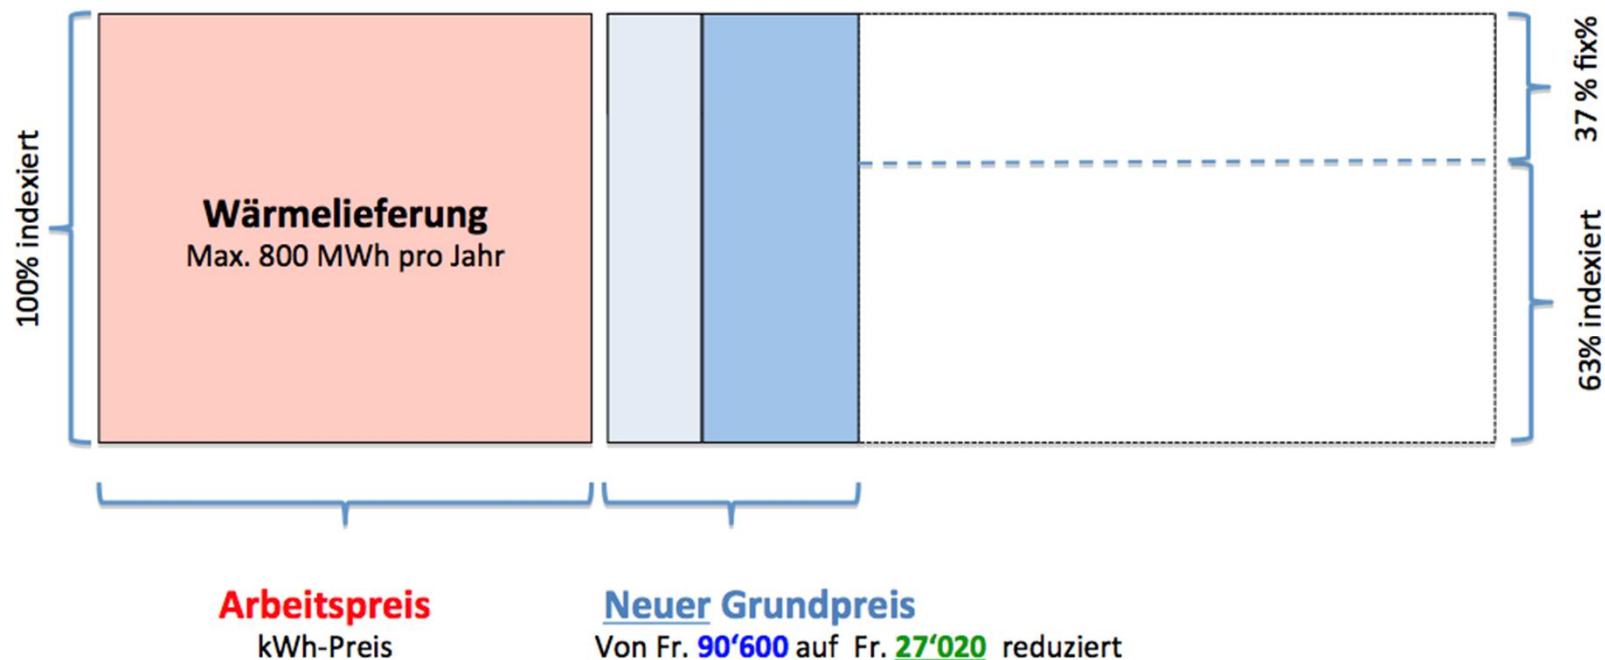 100% indexiert
Wärmelieferung
Max. 800 MWh pro Jahr
37 % fix%
63% indexiert
Arbeitspreis
kWh-Preis
Neuer Grundpreis
Von Fr. 90‘600 auf Fr. 27‘020 reduziert